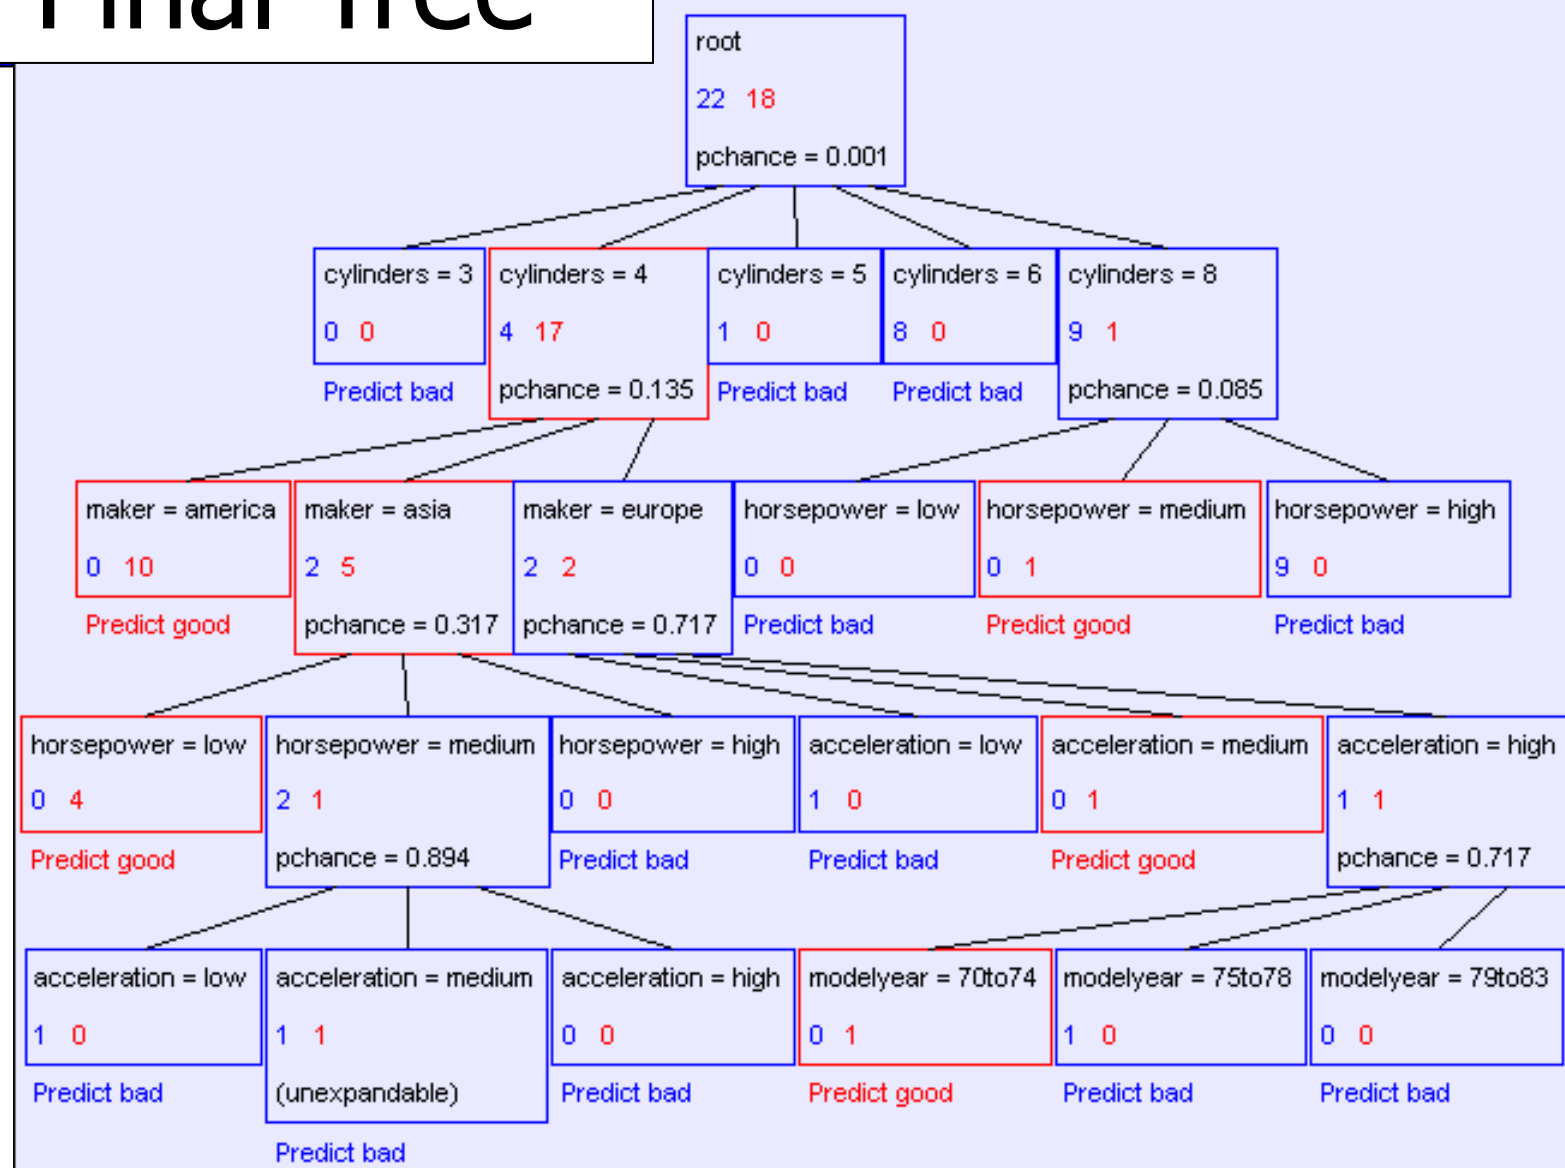 Final Tree
root
22 18
pchance = 0.001
cylinders = 3
0 0
Predict bad
cylinders = 4
4 17
pchance = 0.135
cylinders = 5
1 0
Predict bad
cylinders = 6
8 0
Predict bad
cylinders = 8
9 1
pchance = 0.085
maker = america
0 10
Predict good
maker = asia
2 5
pchance = 0.317
maker = europe
2 2
pchance = 0.717
horsepower = low
0 0
Predict bad
horsepower = medium
0 1
Predict good
horsepower = high
9 0
Predict bad
horsepower = low
0 4
Predict good
horsepower = medium
2 1
pchance = 0.894
horsepower = high
0 0
Predict bad
acceleration = low
1 0
Predict bad
acceleration = medium
0 1
Predict good
acceleration = high
1 1
pchance = 0.717
acceleration = low
1 0
Predict bad
acceleration = medium
1 1
(unexpandable)
Predict bad
acceleration = high
0 0
Predict bad
modelyear = 70to74
0 1
Predict good
modelyear = 75to78
1 0
Predict bad
modelyear = 79to83
0 0
Predict bad